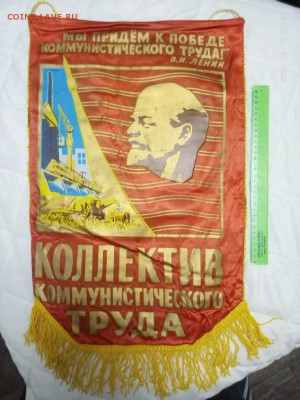 COINS.LAVE.RU
"МЫ ПРИДЁМ К ПОБЕДЕ
КОММУНИСТИЧЕСКОГО ТРУДА!"
В.И. ЛЕНИН
КОЛЛЕКТИВ
КОММУНИСТИЧЕСКОГО
ТРУДА